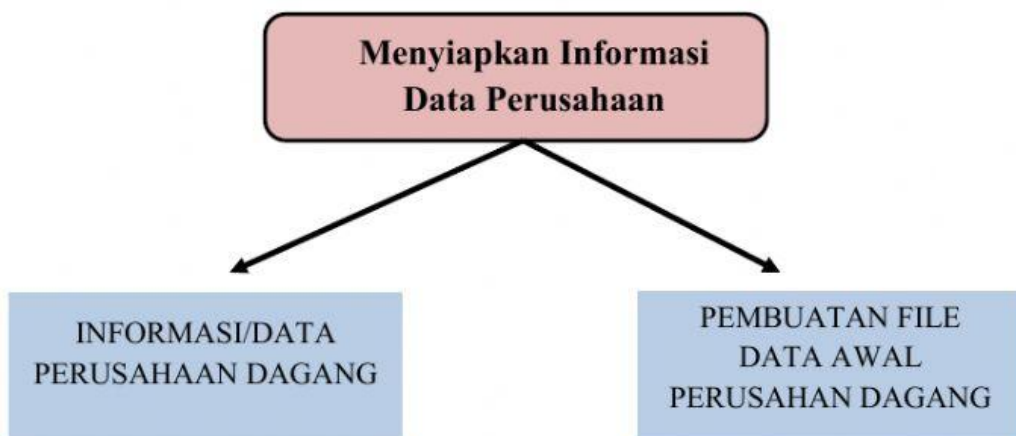 Menyiapkan Informasi
Data Perusahaan
INFORMASI/DATA
PERUSAHAAN DAGANG
PEMBUATAN FILE
DATA AWAL
PERUSAHAN DAGANG